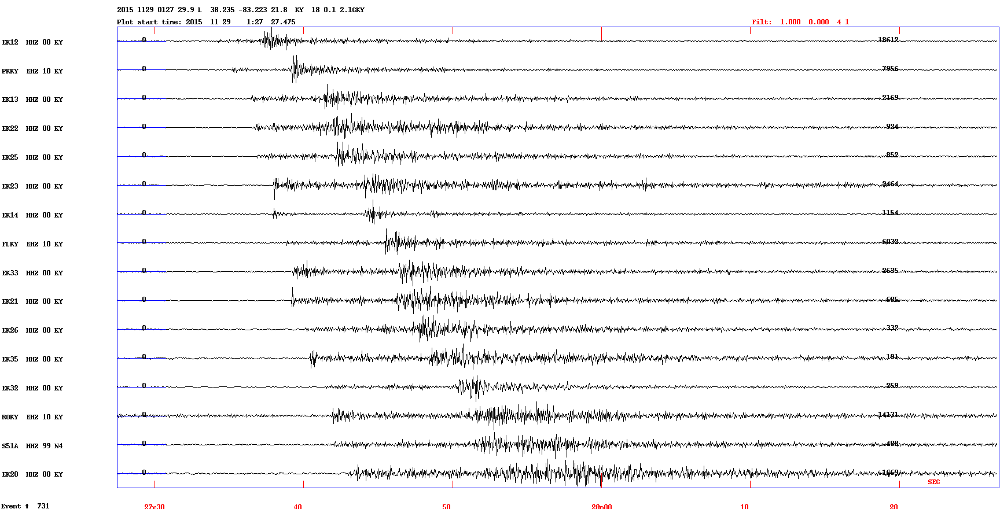 2015 1129 0127 29.9 L  38.235 -83.223 21.8  KY  18 0.1 2.1CKY
Plot start time: 2015  11 29    1:27  27.475
Filt:  1.000  0.000  4 1
EK12  HHZ 00 KY 0 18612
PKKY  EHZ 10 KY 0 7956
EK13  HHZ 00 KY 0 2169
EK22  HHZ 00 KY 0 924
EK25  HHZ 00 KY 0 852
EK23  HHZ 00 KY 0 2464
EK14  HHZ 00 KY 0 1154
FLKY  EHZ 10 KY 0 6032
EK33  HHZ 00 KY 0 2635
EK21  HHZ 00 KY 0 685
EK26  HHZ 00 KY 0 332
EK35  HHZ 00 KY 0 191
EK32  HHZ 00 KY 0 259
ROKY  EHZ 10 KY 0 14131
S51A  HHZ 99 N4 0 488
EK20  HHZ 00 KY 0 1669
SEC
Event #  731
27m30 40 50 28m00 10 20